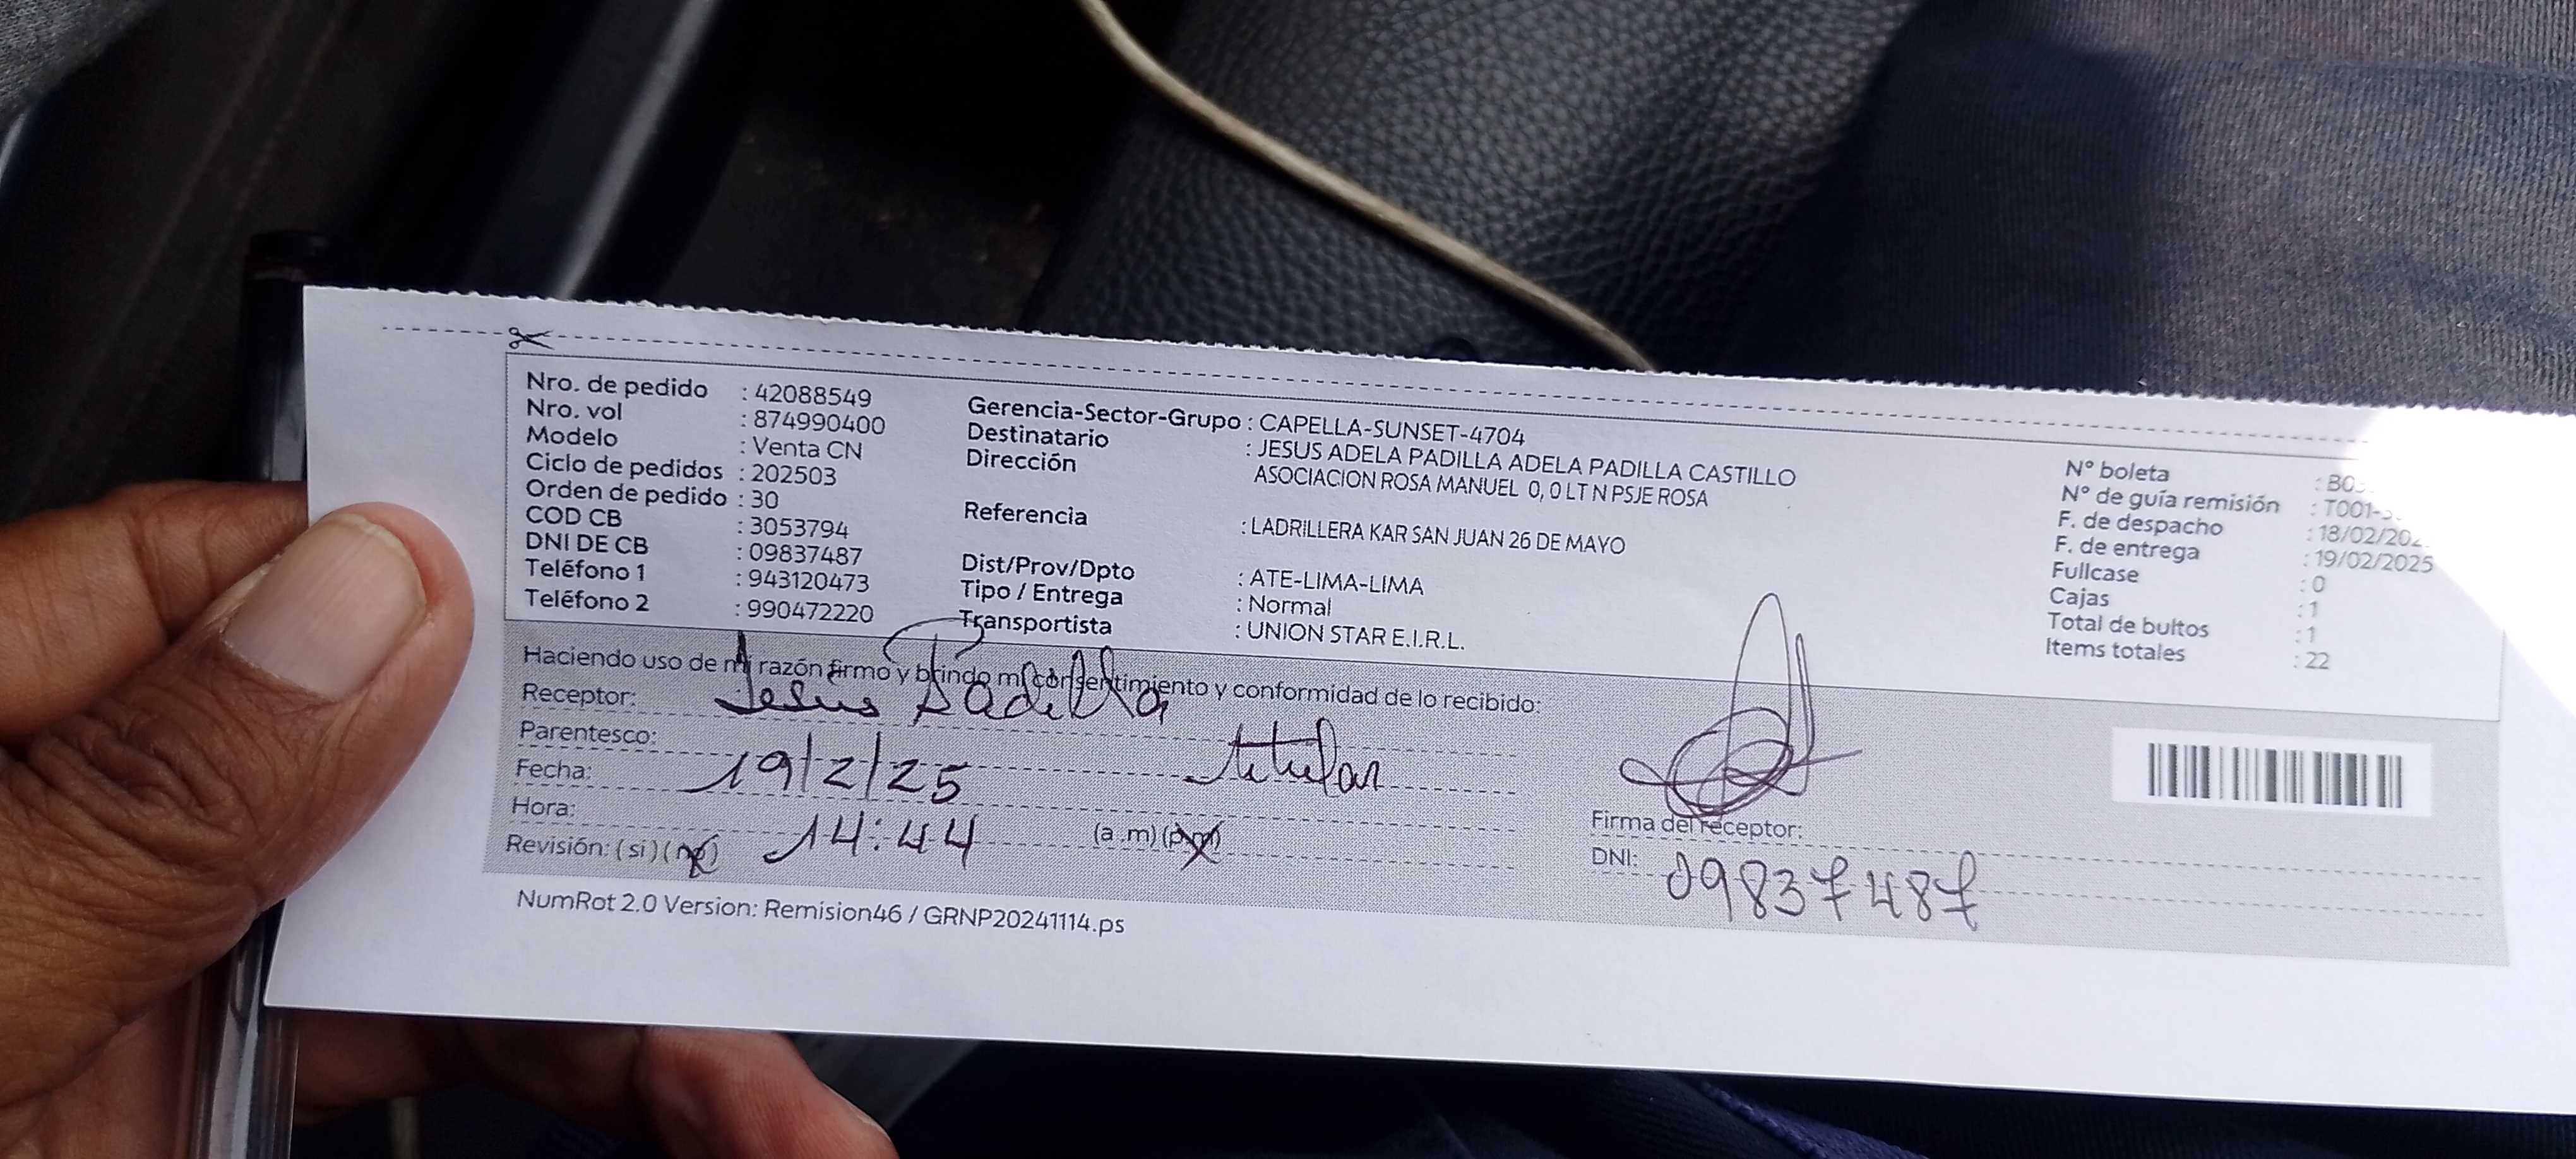 Nro. de pedido : 42088549
Nro. vol : 874990400
Modelo : Venta CN
Ciclo de pedidos : 202503
Orden de pedido : 30
COD CB : 3053794
DNI DE CB : 09837487
Teléfono 1 : 943120473
Teléfono 2 : 990472220
Gerencia-Sector-Grupo : CAPELLA-SUNSET-4704
Destinatario : JESUS ADELA PADILLA ADELA PADILLA CASTILLO
Dirección ASOCIACION ROSA MANUEL 0, 0 LT N PSJE ROSA
Referencia : LADRILLERA KAR SAN JUAN 26 DE MAYO
Dist/Prov/Dpto : ATE-LIMA-LIMA
Tipo / Entrega : Normal
Transportista : UNION STAR E.I.R.L.
N° boleta :
N° de guía remisión : T001-
F. de despacho : 18/02/202
F. de entrega : 19/02/2025
Fullcase : 0
Cajas : 1
Total de bultos : 1
Items totales : 22
Haciendo uso de mi razón firmo y brindo mi consentimiento y conformidad de lo recibido:
Receptor: Jesús Padilla
Parentesco: titular
Fecha: 19/2/25
Hora: 14:44 (a.m) (p.m)
Revisión: (si) (no)
Firma del receptor:
DNI: 09837487
NumRot 2.0 Version: Remision46 / GRNP20241114.ps